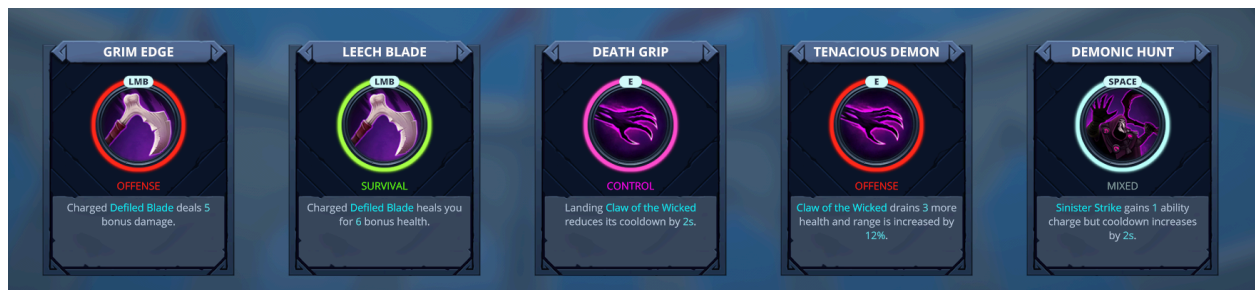 GRIM EDGE
LMB
OFFENSE
Charged Defiled Blade deals 5
bonus damage.
LEECH BLADE
LMB
SURVIVAL
Charged Defiled Blade heals you
for 6 bonus health.
DEATH GRIP
E
CONTROL
Landing Claw of the Wicked
reduces its cooldown by 2s.
TENACIOUS DEMON
E
OFFENSE
Claw of the Wicked drains 3 more
health and range is increased by
12%.
DEMONIC HUNT
SPACE
MIXED
Sinister Strike gains 1 ability
charge but cooldown increases
by 2s.